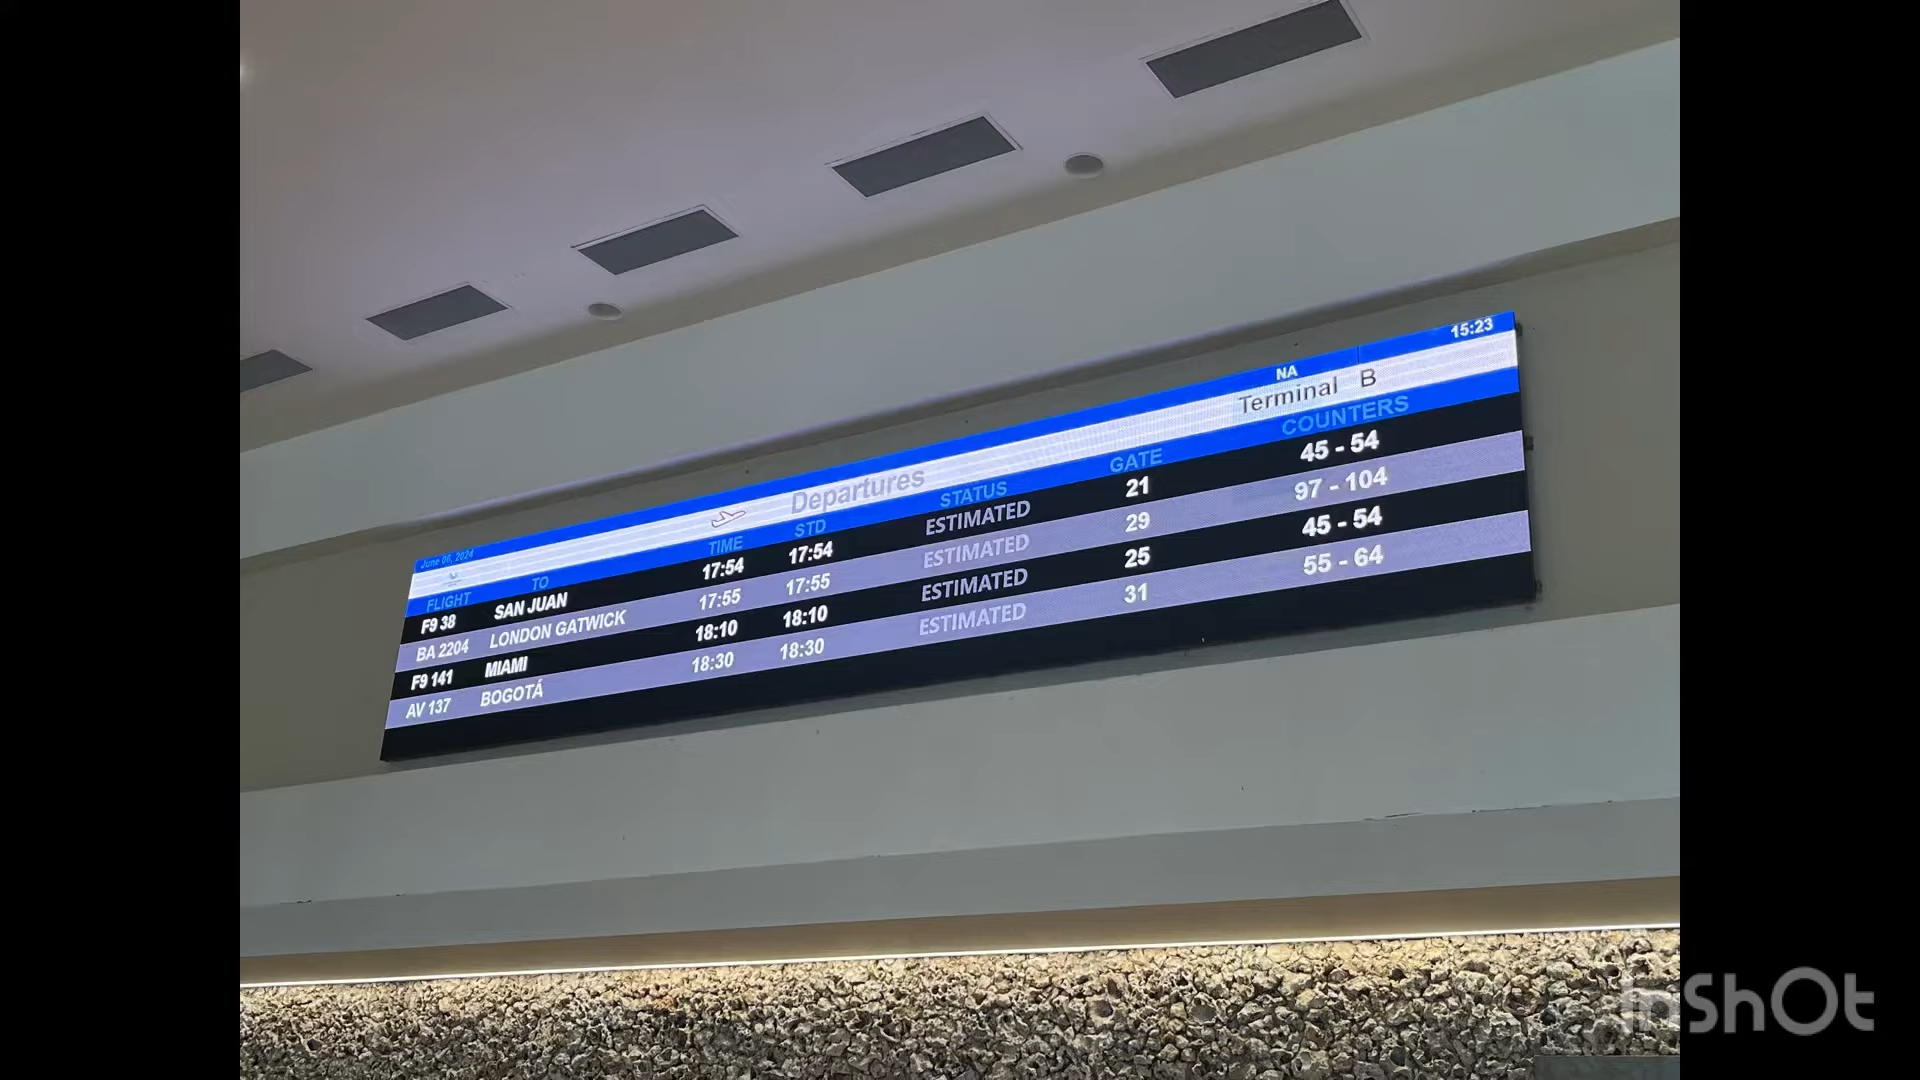 15:23
June 06, 2024
NA
Departures Terminal B
FLIGHT TO TIME STD STATUS GATE COUNTERS
F9 38 SAN JUAN 17:54 17:54 ESTIMATED 21 45 - 54
BA 2204 LONDON GATWICK 17:55 17:55 ESTIMATED 29 97 - 104
F9 141 MIAMI 18:10 18:10 ESTIMATED 25 45 - 54
AV 137 BOGOTÁ 18:30 18:30 ESTIMATED 31 55 - 64
InShOt